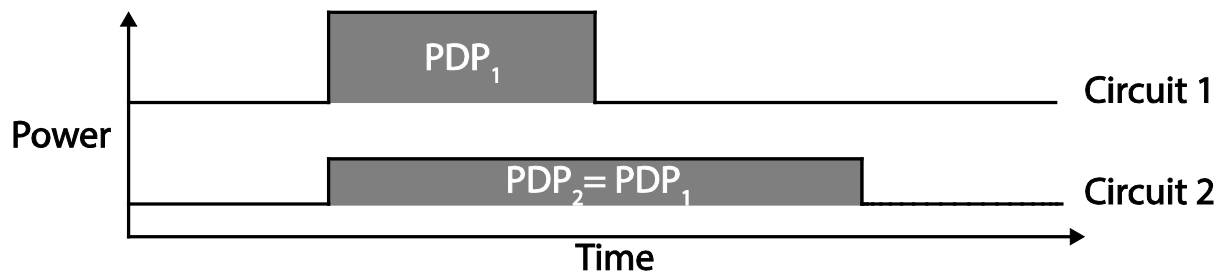 PDP₁
Circuit 1
Power
PDP₂= PDP₁
Circuit 2
Time